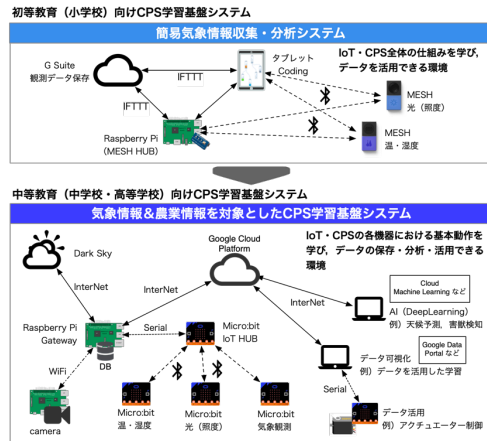 初等教育（小学校）向けCPS学習基盤システム
簡易気象情報収集・分析システム
IoT・CPS全体の仕組みを学び，
データを活用できる環境
G Suite
観測データ保存
IFTTT
タブレット
Coding
IFTTT
Raspberry Pi
（MESH HUB）
MESH
光（照度）
MESH
温・湿度
中等教育（中学校・高等学校）向けCPS学習基盤システム
気象情報＆農業情報を対象としたCPS学習基盤システム
IoT・CPSの各機器における基本動作を
学び，データの保存・分析・活用できる
環境
Dark Sky
Google Cloud
Platform
InterNet
InterNet
InterNet
Cloud
Machine Learning など
AI（DeepLearning）
例）天候予測，害獣検知
Raspberry Pi
Gateway
Serial
Micro:bit
IoT HUB
DB
Google Data
Portal など
データ可視化
例）データを活用した学習
WiFi
Serial
camera
Micro:bit
温・湿度
Micro:bit
光（照度）
Micro:bit
気象観測
データ活用
例）アクチュエーター制御